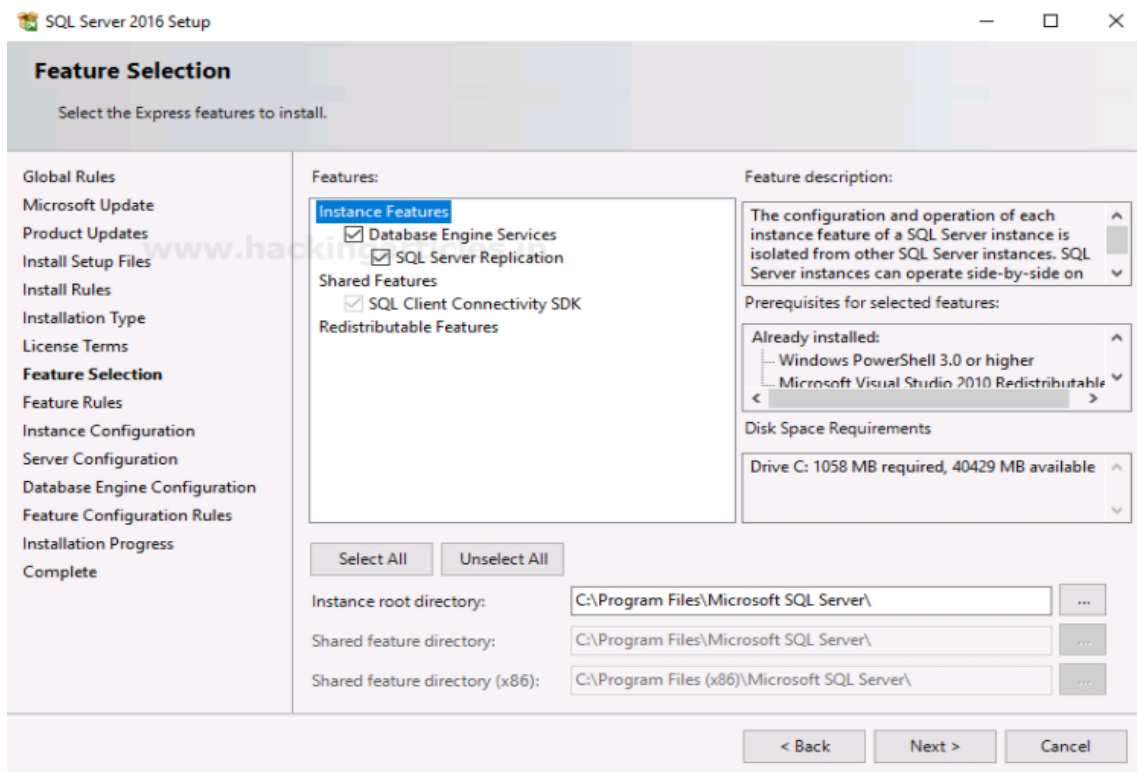 SQL Server 2016 Setup
Feature Selection
Select the Express features to install.
Global Rules
Microsoft Update
Product Updates
Install Setup Files
Install Rules
Installation Type
License Terms
Feature Selection
Feature Rules
Instance Configuration
Server Configuration
Database Engine Configuration
Feature Configuration Rules
Installation Progress
Complete
www.hackingarticles.in
Features:
Instance Features
Database Engine Services
SQL Server Replication
Shared Features
SQL Client Connectivity SDK
Redistributable Features
Feature description:
The configuration and operation of each
instance feature of a SQL Server instance is
isolated from other SQL Server instances. SQL
Server instances can operate side-by-side on
Prerequisites for selected features:
Already installed:
Windows PowerShell 3.0 or higher
Microsoft Visual Studio 2010 Redistributable
Disk Space Requirements
Drive C: 1058 MB required, 40429 MB available
Select All
Unselect All
Instance root directory:
C:\Program Files\Microsoft SQL Server\
...
Shared feature directory:
C:\Program Files\Microsoft SQL Server\
...
Shared feature directory (x86):
C:\Program Files (x86)\Microsoft SQL Server\
...
< Back
Next >
Cancel